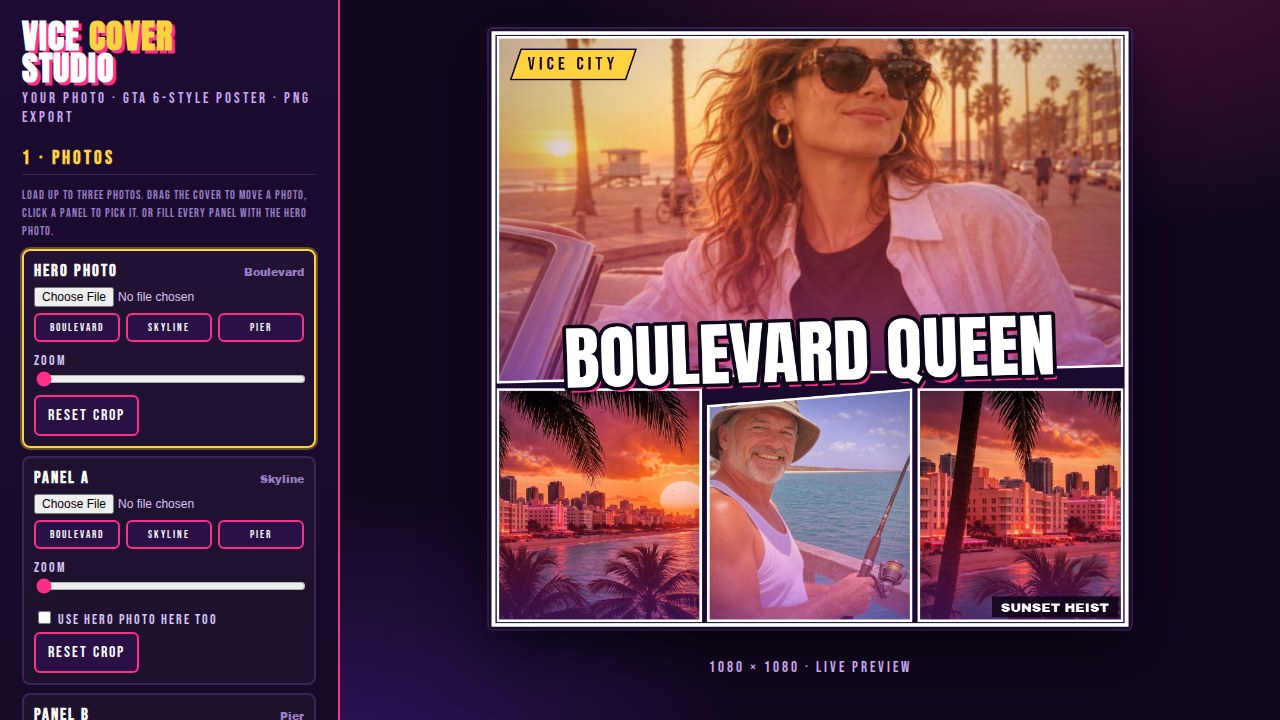 VICE COVER
STUDIO
YOUR PHOTO · GTA 6-STYLE POSTER · PNG
EXPORT
1 · PHOTOS
LOAD UP TO THREE PHOTOS. DRAG THE COVER TO MOVE A PHOTO,
CLICK A PANEL TO PICK IT. OR FILL EVERY PANEL WITH THE HERO
PHOTO.
HERO PHOTO Boulevard
Choose File No file chosen
BOULEVARD SKYLINE PIER
ZOOM
RESET CROP
PANEL A Skyline
Choose File No file chosen
BOULEVARD SKYLINE PIER
ZOOM
USE HERO PHOTO HERE TOO
RESET CROP
PANEL B Pier
VICE CITY
BOULEVARD QUEEN
SUNSET HEIST
1080 × 1080 · LIVE PREVIEW